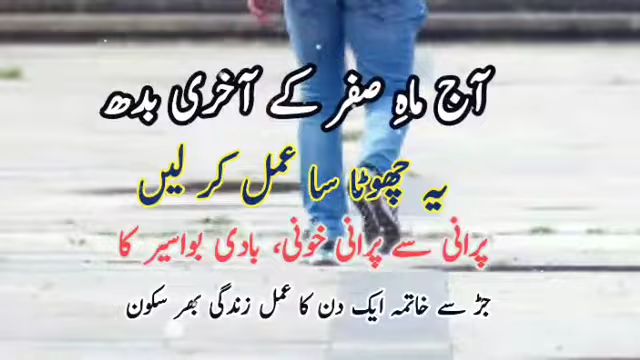 آج ماہِ صفر کے آخری بدھ
یہ چھوٹا سا عمل کر لیں
پرانی سے پرانی خونی، بادی بواسیر کا
جڑ سے خاتمہ ایک دن کا عمل زندگی بھر سکون